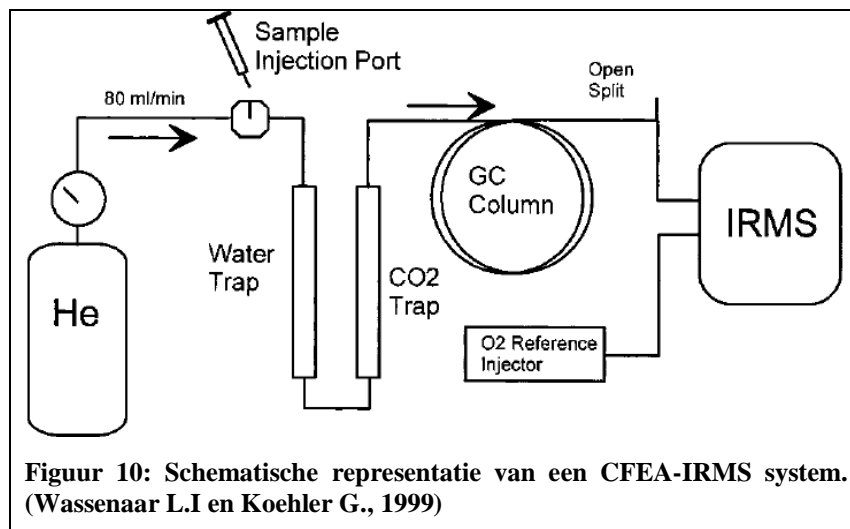 Sample
Injection Port
80 ml/min
Open
Split
GC
Column
IRMS
Water
Trap
CO2
Trap
He
O2 Reference
Injector
Figuur 10: Schematische representatie van een CFEA-IRMS system.
(Wassenaar L.I en Koehler G., 1999)